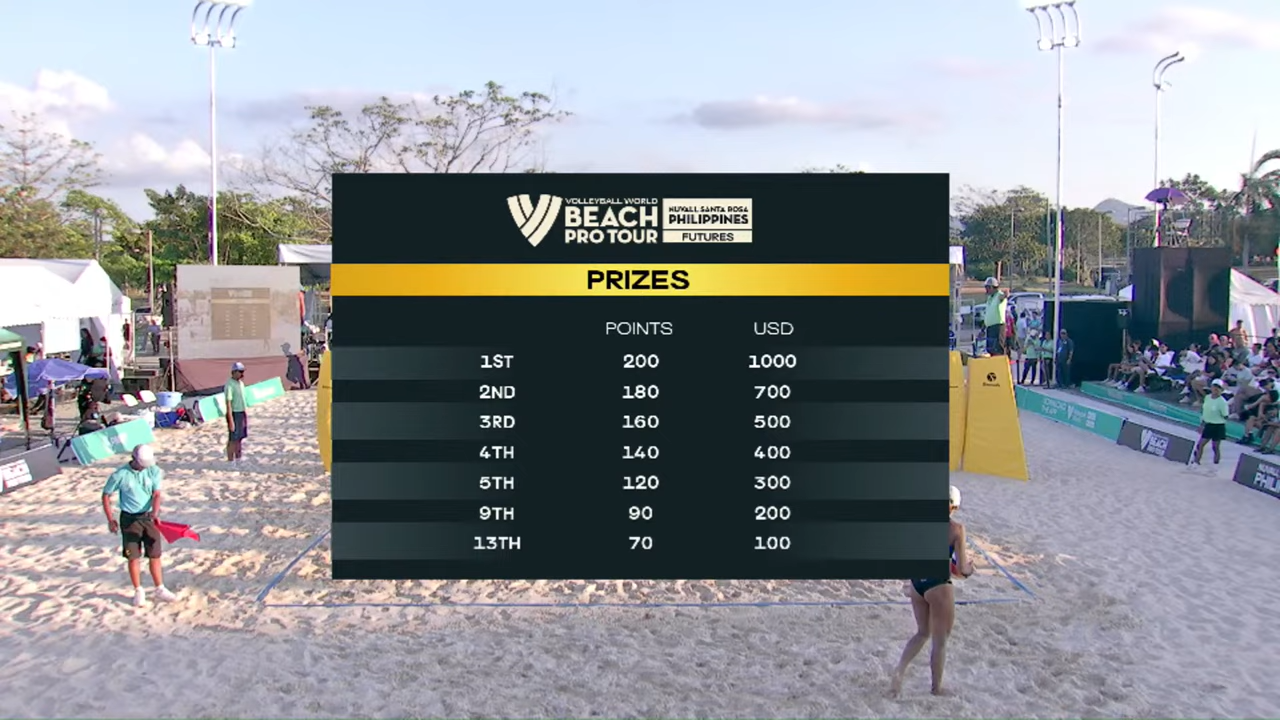 VOLLEYBALL WORLD
BEACH
PRO TOUR
NUVALI, SANTA ROSA
PHILIPPINES
FUTURES
PRIZES
POINTS USD
1ST 200 1000
2ND 180 700
3RD 160 500
4TH 140 400
5TH 120 300
9TH 90 200
13TH 70 100